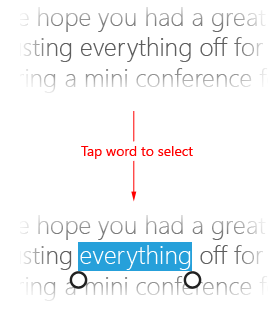 e hope you had a great
sting everything off for
ring a mini conference f
Tap word to select
e hope you had a great
sting everything off for
ring a mini conference f